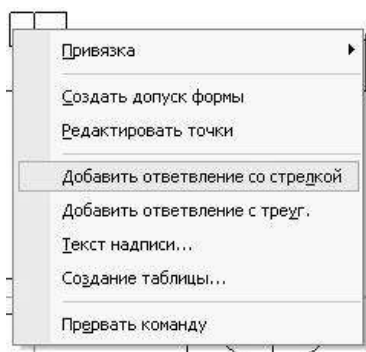 Привязка
Создать допуск формы
Редактировать точки
Добавить ответвление со стрелкой
Добавить ответвление с треуг.
Текст надписи...
Создание таблицы...
Прервать команду